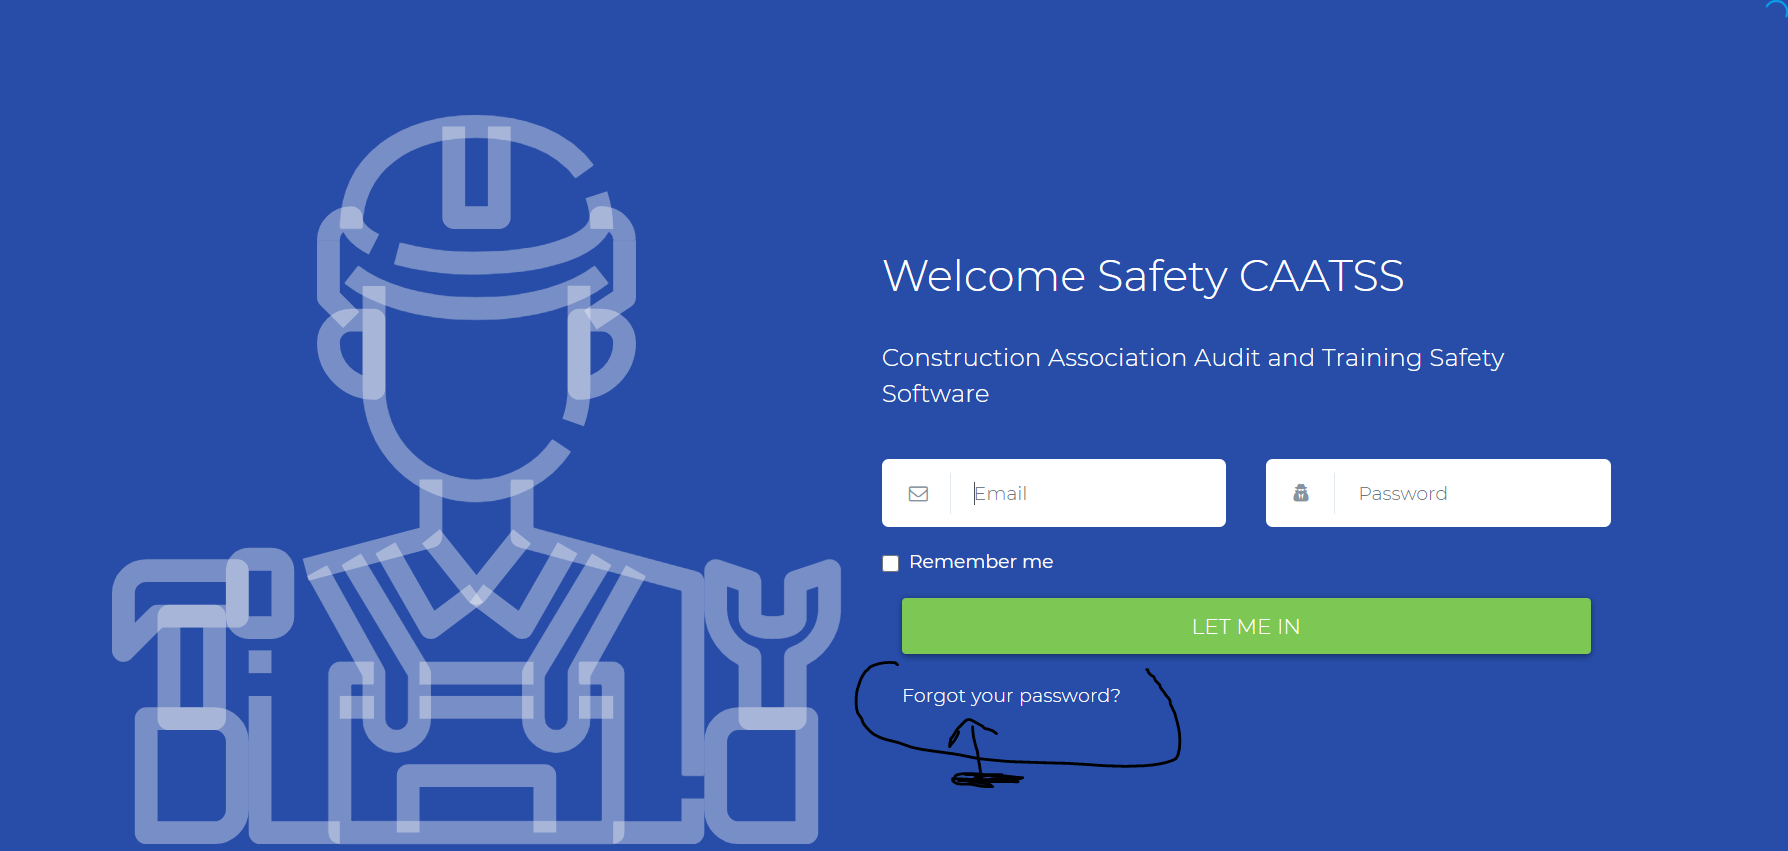 Welcome Safety CAATSS
Construction Association Audit and Training Safety
Software
Email
Password
Remember me
LET ME IN
Forgot your password?